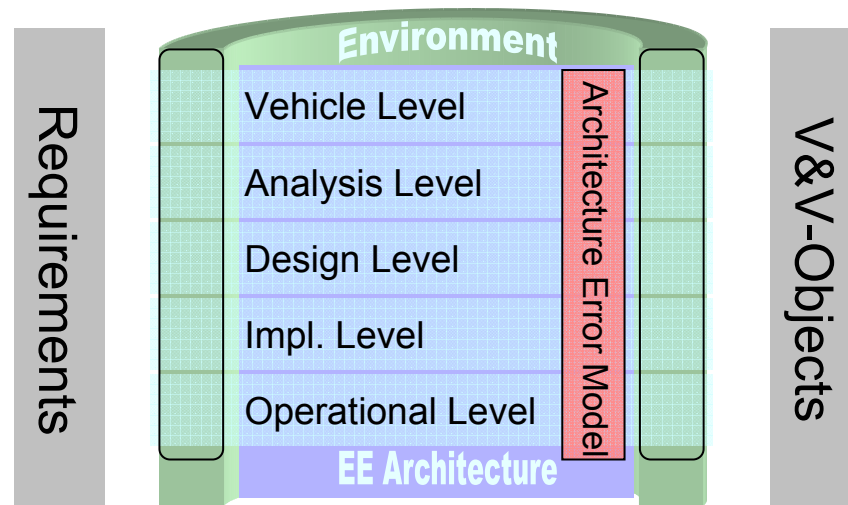 Requirements
Environment
Vehicle Level
Analysis Level
Design Level
Impl. Level
Operational Level
EE Architecture
Architecture Error Model
V&V-Objects